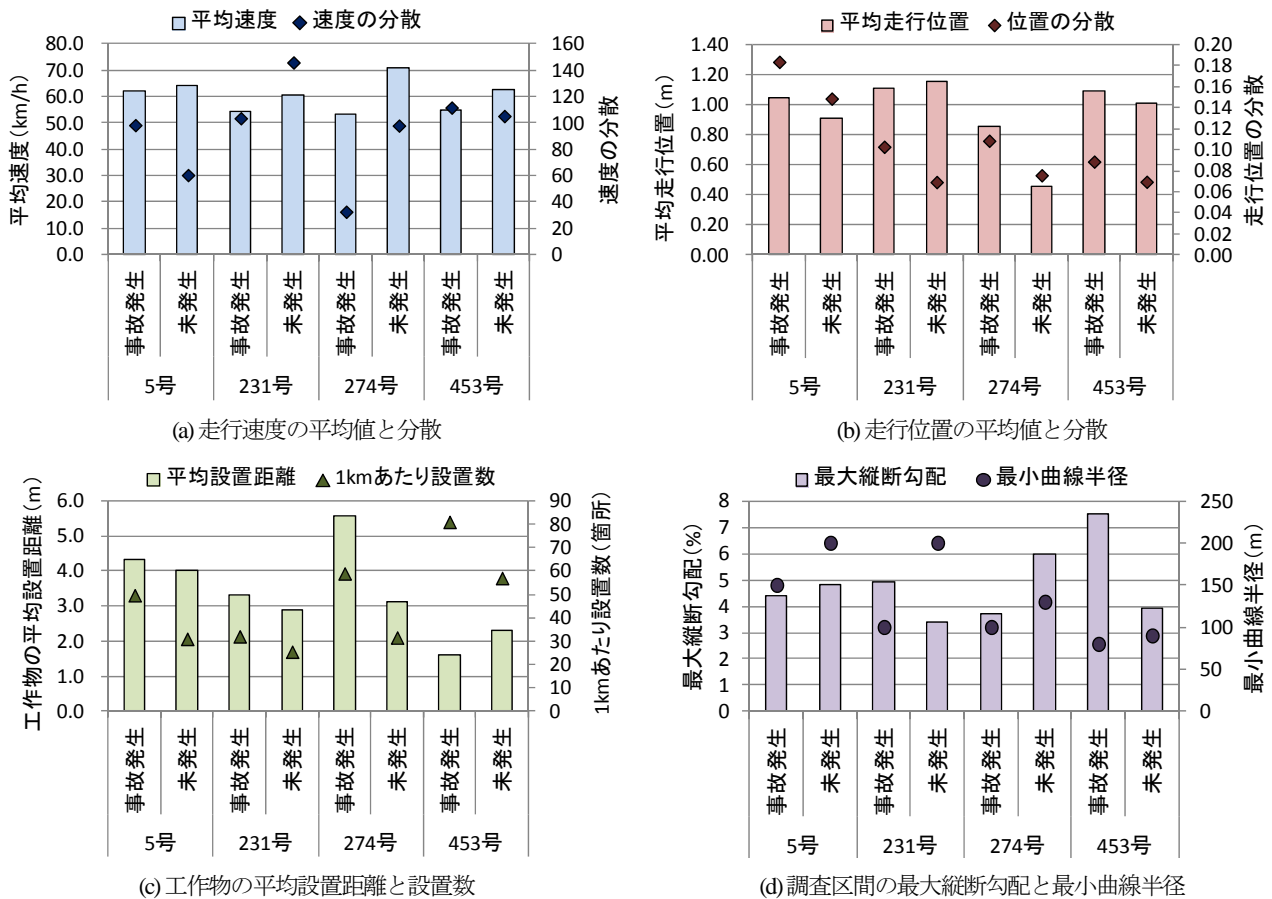 平均速度 速度の分散
80.0
70.0
60.0
50.0
40.0
30.0
20.0
10.0
0.0
平均速度(km/h)
160
140
120
100
80
60
40
20
0
速度の分散
事故発生 未発生 事故発生 未発生 事故発生 未発生 事故発生 未発生
5号 231号 274号 453号
(a) 走行速度の平均値と分散
平均走行位置 位置の分散
1.40
1.20
1.00
0.80
0.60
0.40
0.20
0.00
平均走行位置(m)
0.20
0.18
0.16
0.14
0.12
0.10
0.08
0.06
0.04
0.02
0.00
走行位置の分散
事故発生 未発生 事故発生 未発生 事故発生 未発生 事故発生 未発生
5号 231号 274号 453号
(b) 走行位置の平均値と分散
平均設置距離 1kmあたり設置数
6.0
5.0
4.0
3.0
2.0
1.0
0.0
工作物の平均設置距離(m)
90
80
70
60
50
40
30
20
10
0
1kmあたり設置数(箇所)
事故発生 未発生 事故発生 未発生 事故発生 未発生 事故発生 未発生
5号 231号 274号 453号
(c) 工作物の平均設置距離と設置数
最大縦断勾配 最小曲線半径
8
7
6
5
4
3
2
1
0
最大縦断勾配(%)
250
200
150
100
50
0
最小曲線半径(m)
事故発生 未発生 事故発生 未発生 事故発生 未発生 事故発生 未発生
5号 231号 274号 453号
(d) 調査区間の最大縦断勾配と最小曲線半径